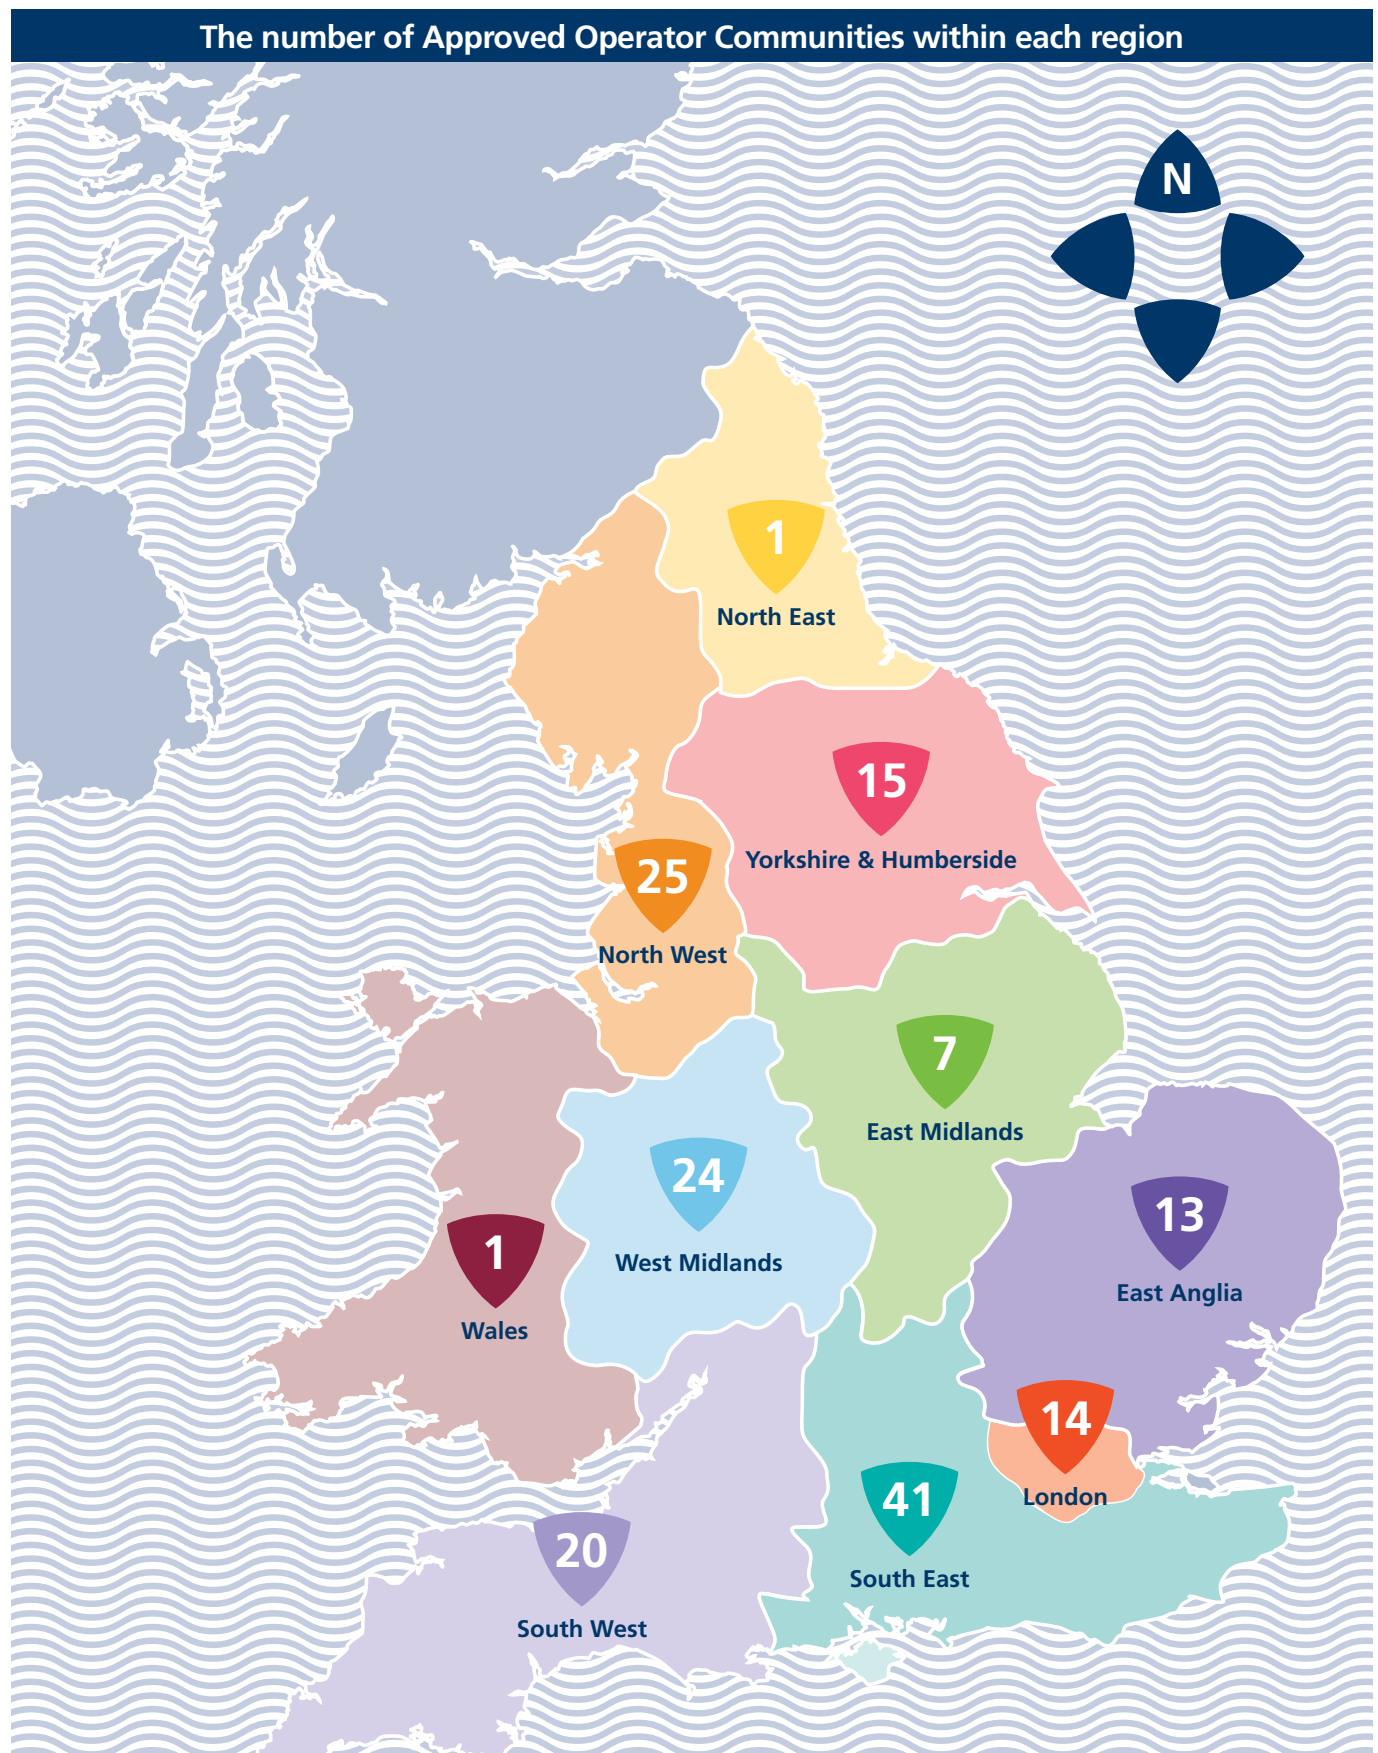 The number of Approved Operator Communities within each region
N
1
North East
15
Yorkshire & Humberside
25
North West
7
East Midlands
24
West Midlands
13
East Anglia
1
Wales
14
London
41
South East
20
South West